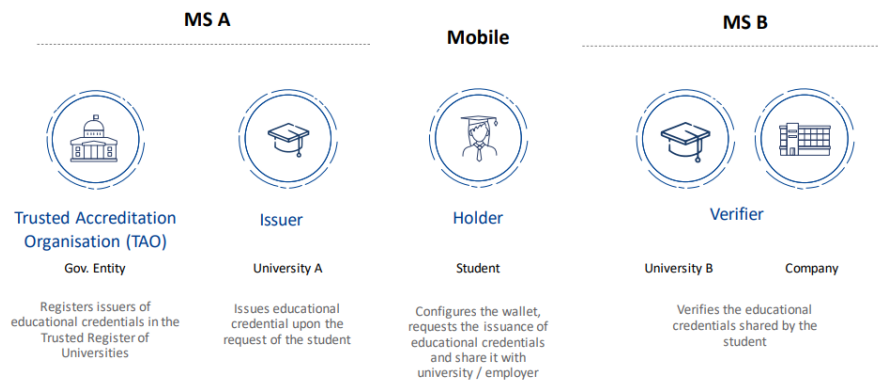 MS A
Mobile
MS B
Trusted Accreditation
Organisation (TAO)
Issuer
Holder
Verifier
Gov. Entity
University A
Student
University B
Company
Registers issuers of
educational credentials in the
Trusted Register of
Universities
Issues educational
credential upon the
request of the student
Configures the wallet,
requests the issuance of
educational credentials
and share it with
university / employer
Verifies the educational
credentials shared by the
student